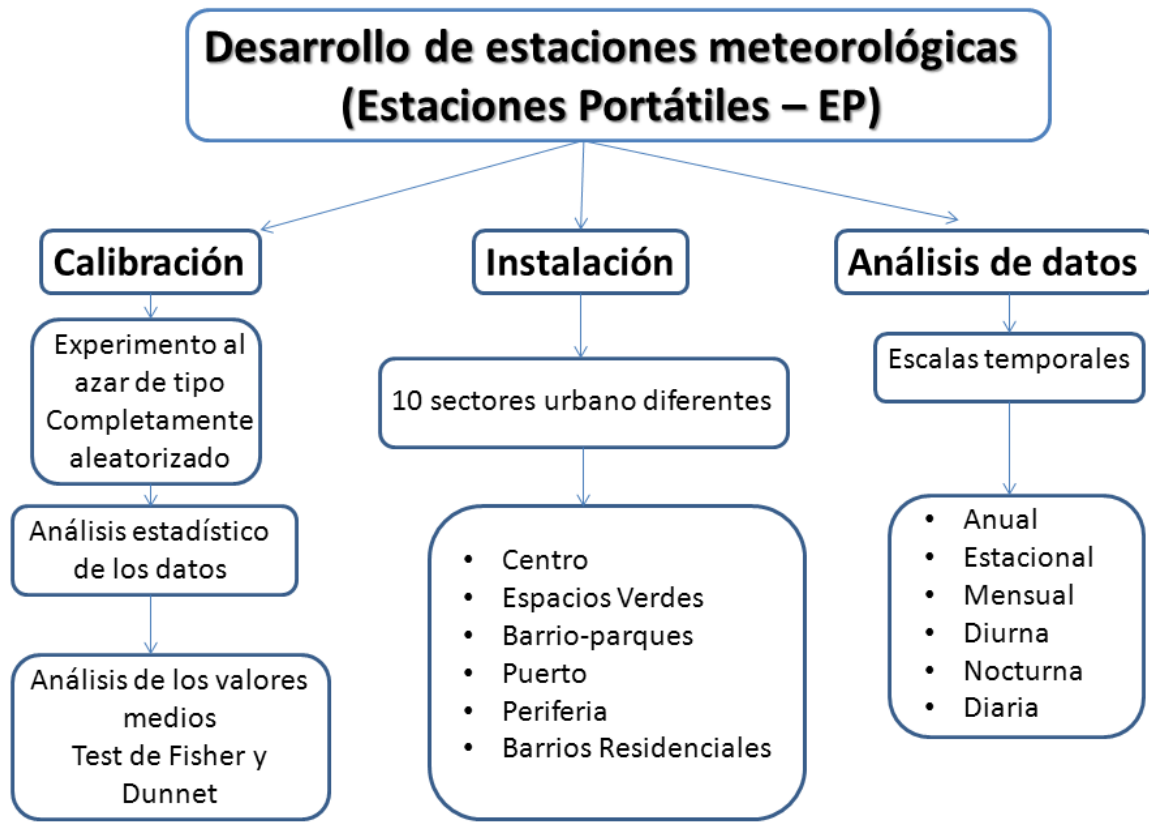 Desarrollo de estaciones meteorológicas
(Estaciones Portátiles – EP)
Calibración
Experimento al
azar de tipo
Completamente
aleatorizado
Análisis estadístico
de los datos
Análisis de los valores
medios
Test de Fisher y
Dunnet
Instalación
10 sectores urbano diferentes
• Centro
• Espacios Verdes
• Barrio-parques
• Puerto
• Periferia
• Barrios Residenciales
Análisis de datos
Escalas temporales
• Anual
• Estacional
• Mensual
• Diurna
• Nocturna
• Diaria